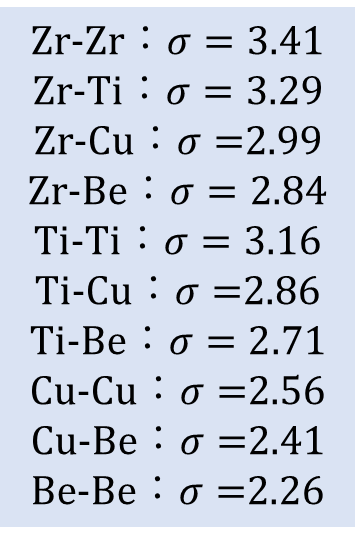 Zr-Zr：σ = 3.41
Zr-Ti：σ = 3.29
Zr-Cu：σ =2.99
Zr-Be：σ = 2.84
Ti-Ti：σ = 3.16
Ti-Cu：σ =2.86
Ti-Be：σ = 2.71
Cu-Cu：σ =2.56
Cu-Be：σ =2.41
Be-Be：σ =2.26